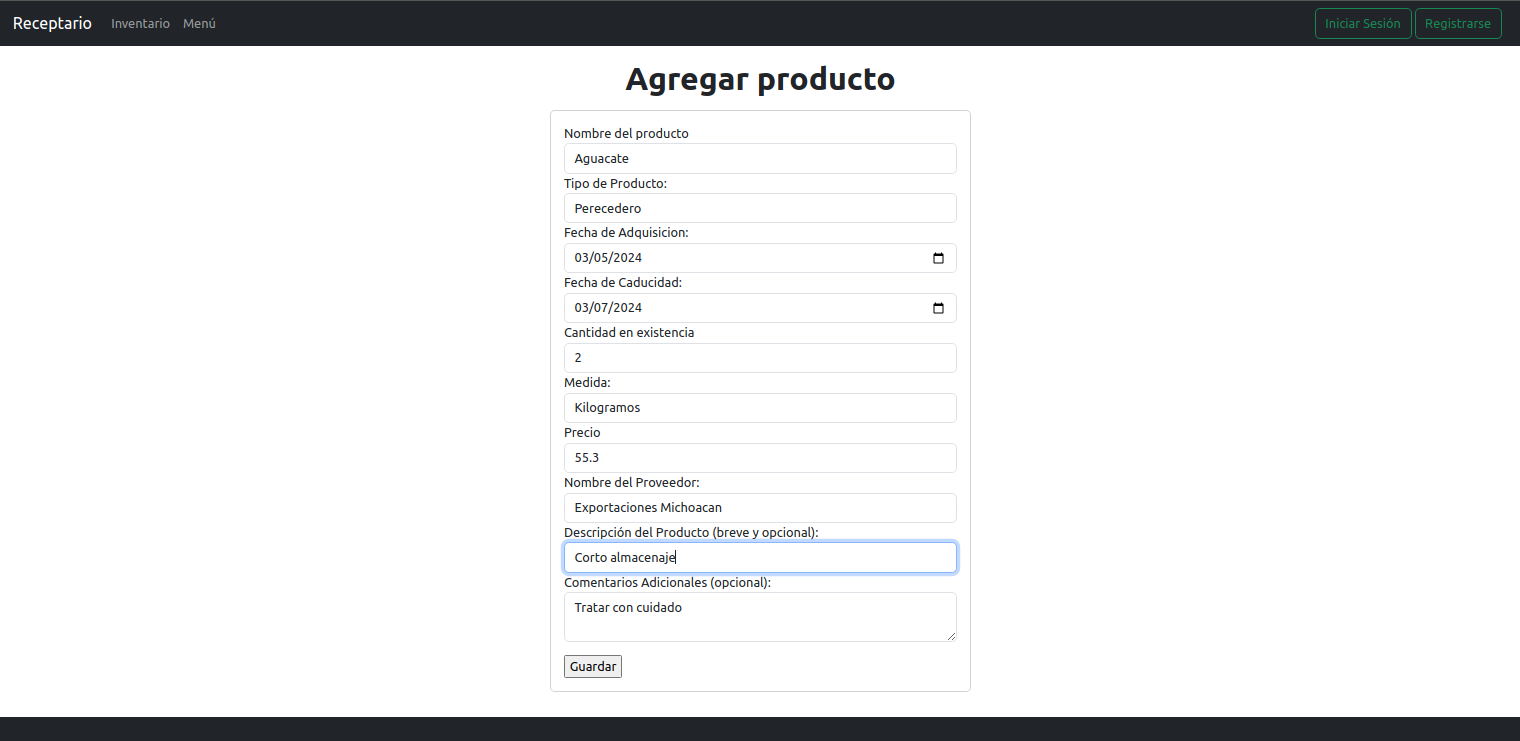 Receptario Inventario Menú Iniciar Sesión Registrarse
Agregar producto
Nombre del producto
Aguacate
Tipo de Producto:
Perecedero
Fecha de Adquisicion:
03/05/2024
Fecha de Caducidad:
03/07/2024
Cantidad en existencia
2
Medida:
Kilogramos
Precio
55.3
Nombre del Proveedor:
Exportaciones Michoacan
Descripción del Producto (breve y opcional):
Corto almacenaje
Comentarios Adicionales (opcional):
Tratar con cuidado
Guardar